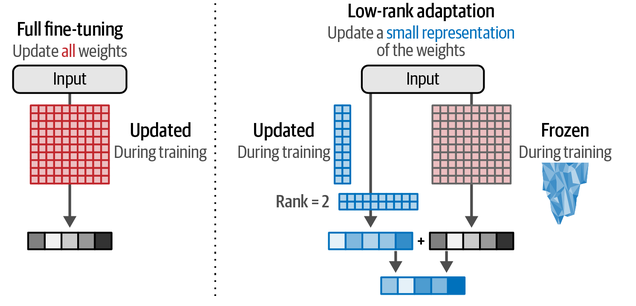 Full fine-tuning
Update all weights
Input
Updated
During training
Low-rank adaptation
Update a small representation
of the weights
Input
Updated
During training
Frozen
During training
Rank = 2
+